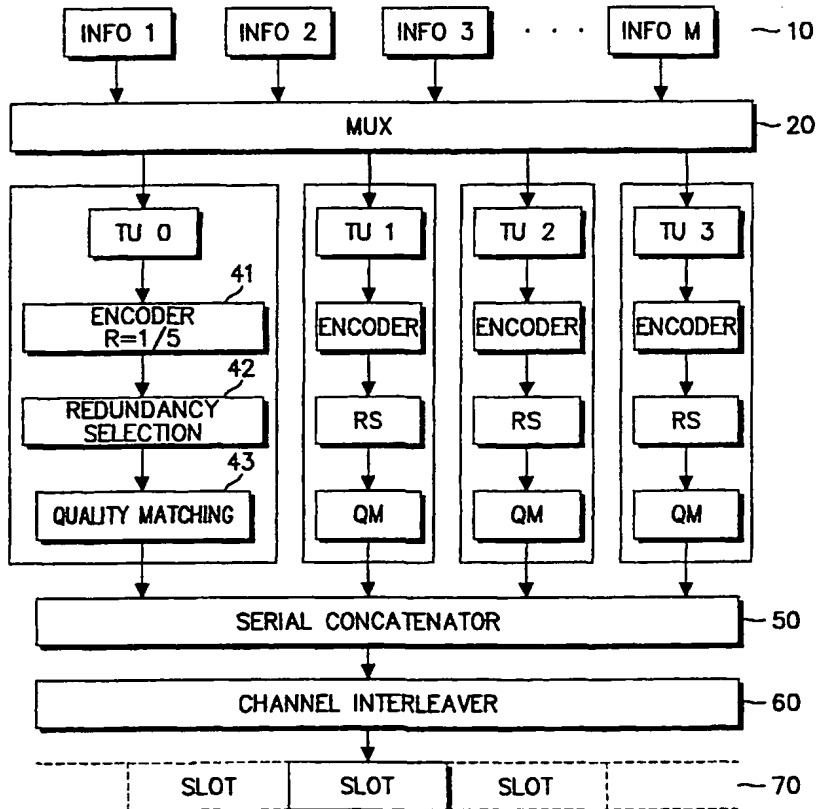 INFO 1 INFO 2 INFO 3 · · · INFO M 10
MUX 20
TU 0 TU 1 TU 2 TU 3
41
ENCODER
R=1/5
ENCODER ENCODER ENCODER
42
REDUNDANCY
SELECTION
RS RS RS
43
QUALITY MATCHING QM QM QM
SERIAL CONCATENATOR 50
CHANNEL INTERLEAVER 60
SLOT SLOT SLOT 70